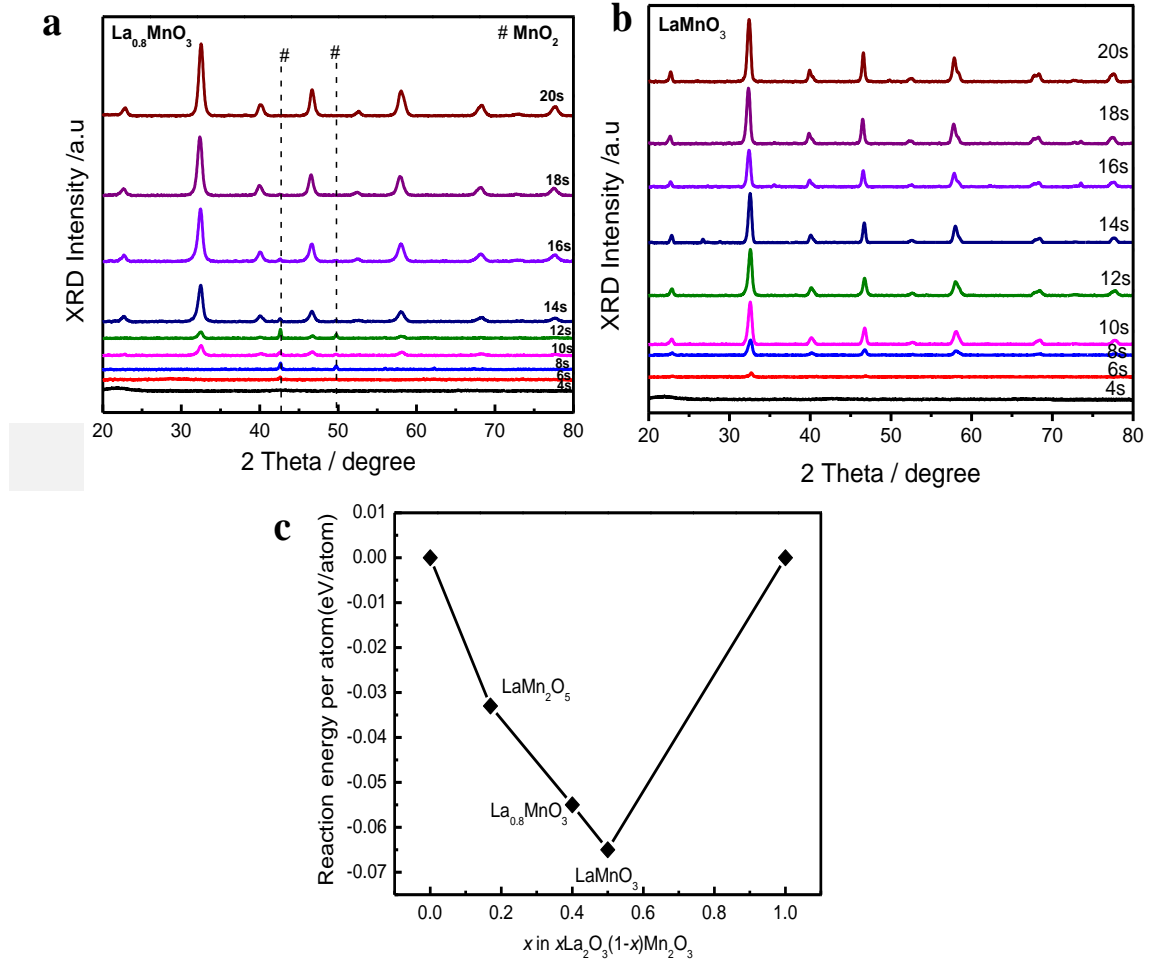 a
La0.8MnO3
# MnO2
#
#
20s
18s
16s
14s
12s
10s
8s
6s
4s
XRD Intensity /a.u
20 30 40 50 60 70 80
2 Theta / degree
b
LaMnO3
20s
18s
16s
14s
12s
10s
8s
6s
4s
XRD Intensity /a.u
20 30 40 50 60 70 80
2 Theta / degree
c
0.01
0.00
-0.01
-0.02
-0.03
-0.04
-0.05
-0.06
-0.07
Reaction energy per atom(eV/atom)
LaMn2O5
La0.8MnO3
LaMnO3
0.0 0.2 0.4 0.6 0.8 1.0
x in xLa2O3(1-x)Mn2O3